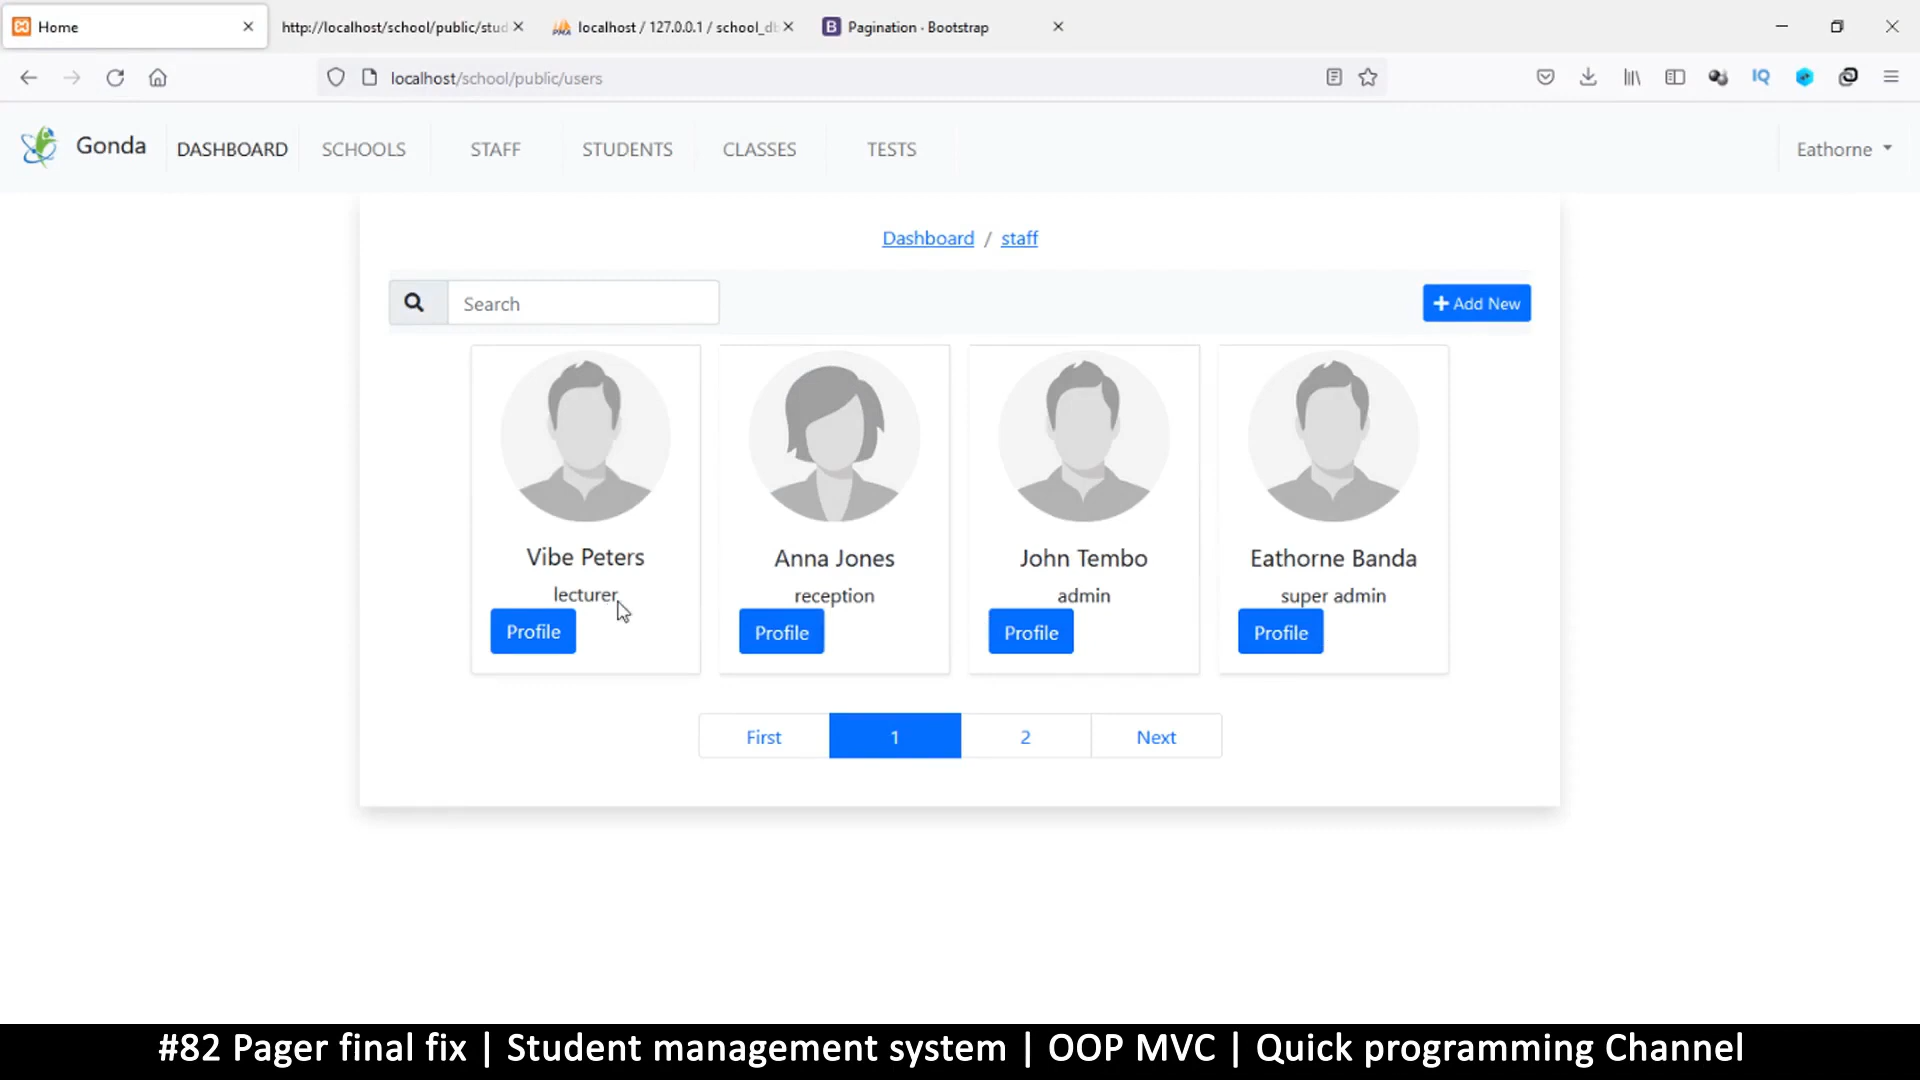 Home
http://localhost/school/public/stud
localhost / 127.0.0.1 / school_db
B Pagination · Bootstrap
localhost/school/public/users
IQ
Gonda DASHBOARD SCHOOLS STAFF STUDENTS CLASSES TESTS Eathorne
Dashboard / staff
Search
Add New
Vibe Peters
lecturer
Profile
Anna Jones
reception
Profile
John Tembo
admin
Profile
Eathorne Banda
super admin
Profile
First 1 2 Next
#82 Pager final fix | Student management system | OOP MVC | Quick programming Channel